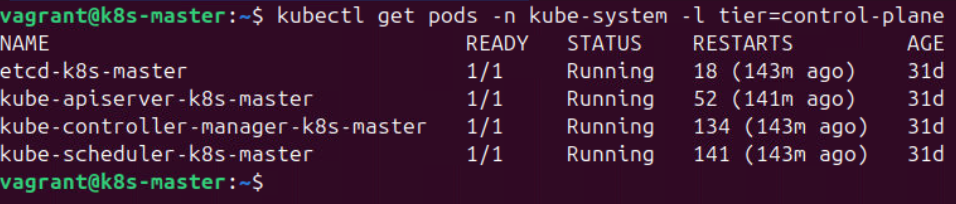 vagrant@k8s-master:~$ kubectl get pods -n kube-system -l tier=control-plane
NAME READY STATUS RESTARTS AGE
etcd-k8s-master 1/1 Running 18 (143m ago) 31d
kube-apiserver-k8s-master 1/1 Running 52 (141m ago) 31d
kube-controller-manager-k8s-master 1/1 Running 134 (143m ago) 31d
kube-scheduler-k8s-master 1/1 Running 141 (143m ago) 31d
vagrant@k8s-master:~$